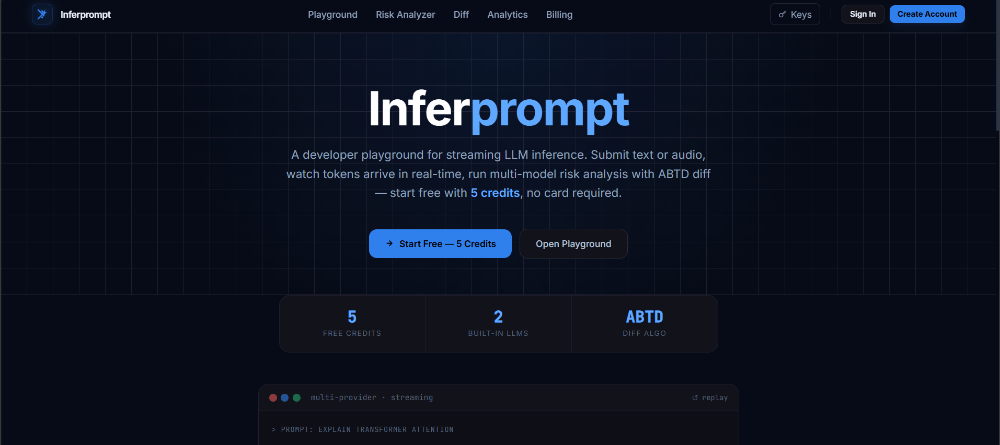 Inferprompt
Playground Risk Analyzer Diff Analytics Billing
Keys Sign In Create Account
Inferprompt
A developer playground for streaming LLM inference. Submit text or audio,
watch tokens arrive in real-time, run multi-model risk analysis with ABTD diff
— start free with 5 credits, no card required.
→ Start Free — 5 Credits Open Playground
5 2 ABTD
FREE CREDITS BUILT-IN LLMS DIFF ALGO
multi-provider · streaming ↺ replay
> PROMPT: EXPLAIN TRANSFORMER ATTENTION